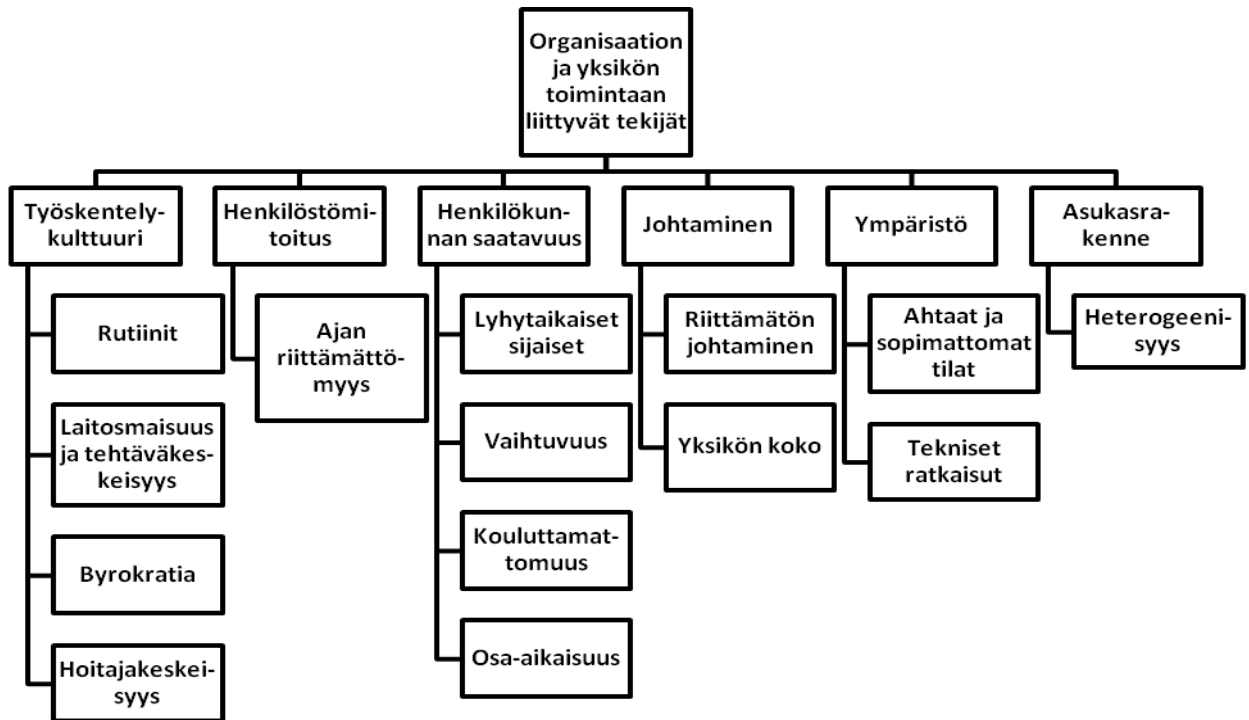 Organisaation
ja yksikön
toimintaan
liittyvät tekijät
Työskentely-
kulttuuri
Henkilöstömi-
toitus
Henkilökun-
nan saatavuus
Johtaminen
Ympäristö
Asukasra-
kenne
Rutiinit
Laitosmaisuus
ja tehtäväkes-
keisyys
Byrokratia
Hoitajakeskei-
syys
Ajan
riittämättö-
myys
Lyhytaikaiset
sijaiset
Vaihtuvuus
Kouluttamat-
tomuus
Osa-aikaisuus
Riittämätön
johtaminen
Yksikön koko
Ahtaat ja
sopimattomat
tilat
Tekniset
ratkaisut
Heterogeeni-
syys